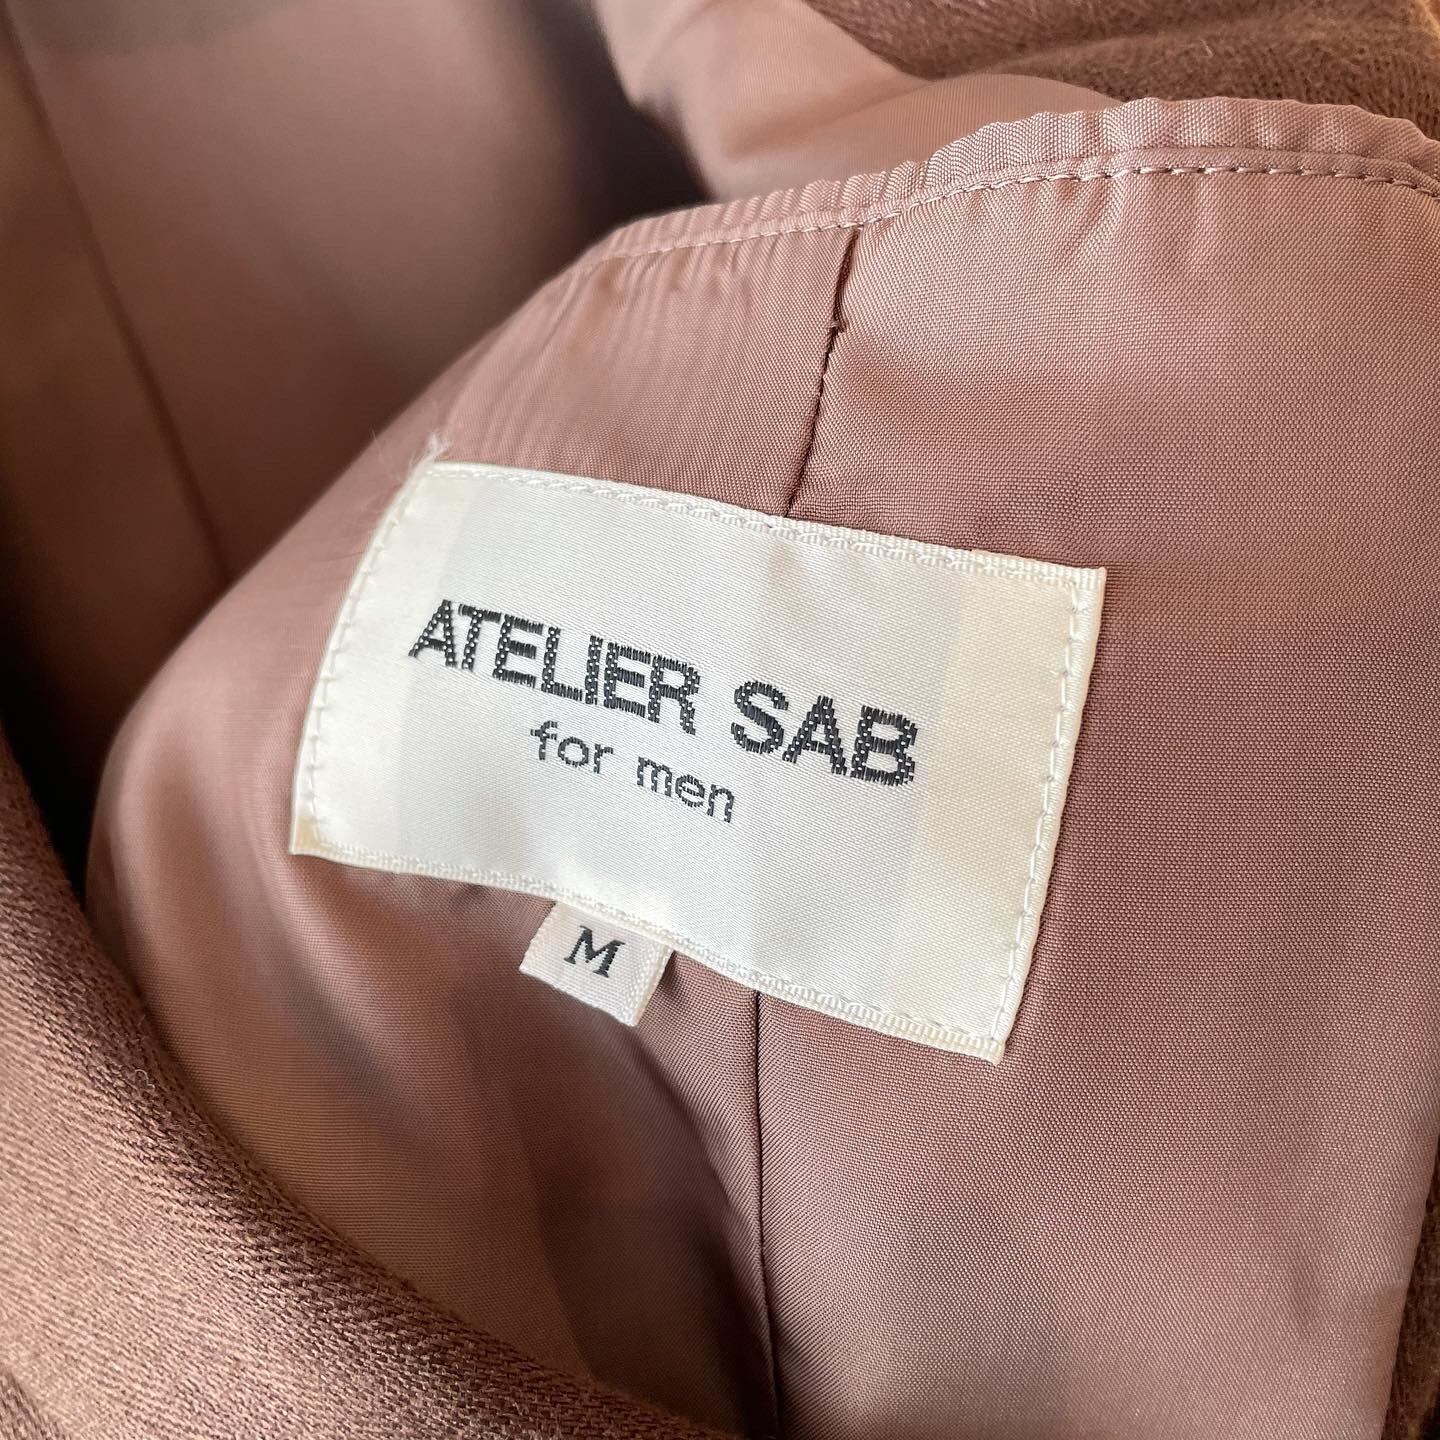 ATELIER SAB
for men
M